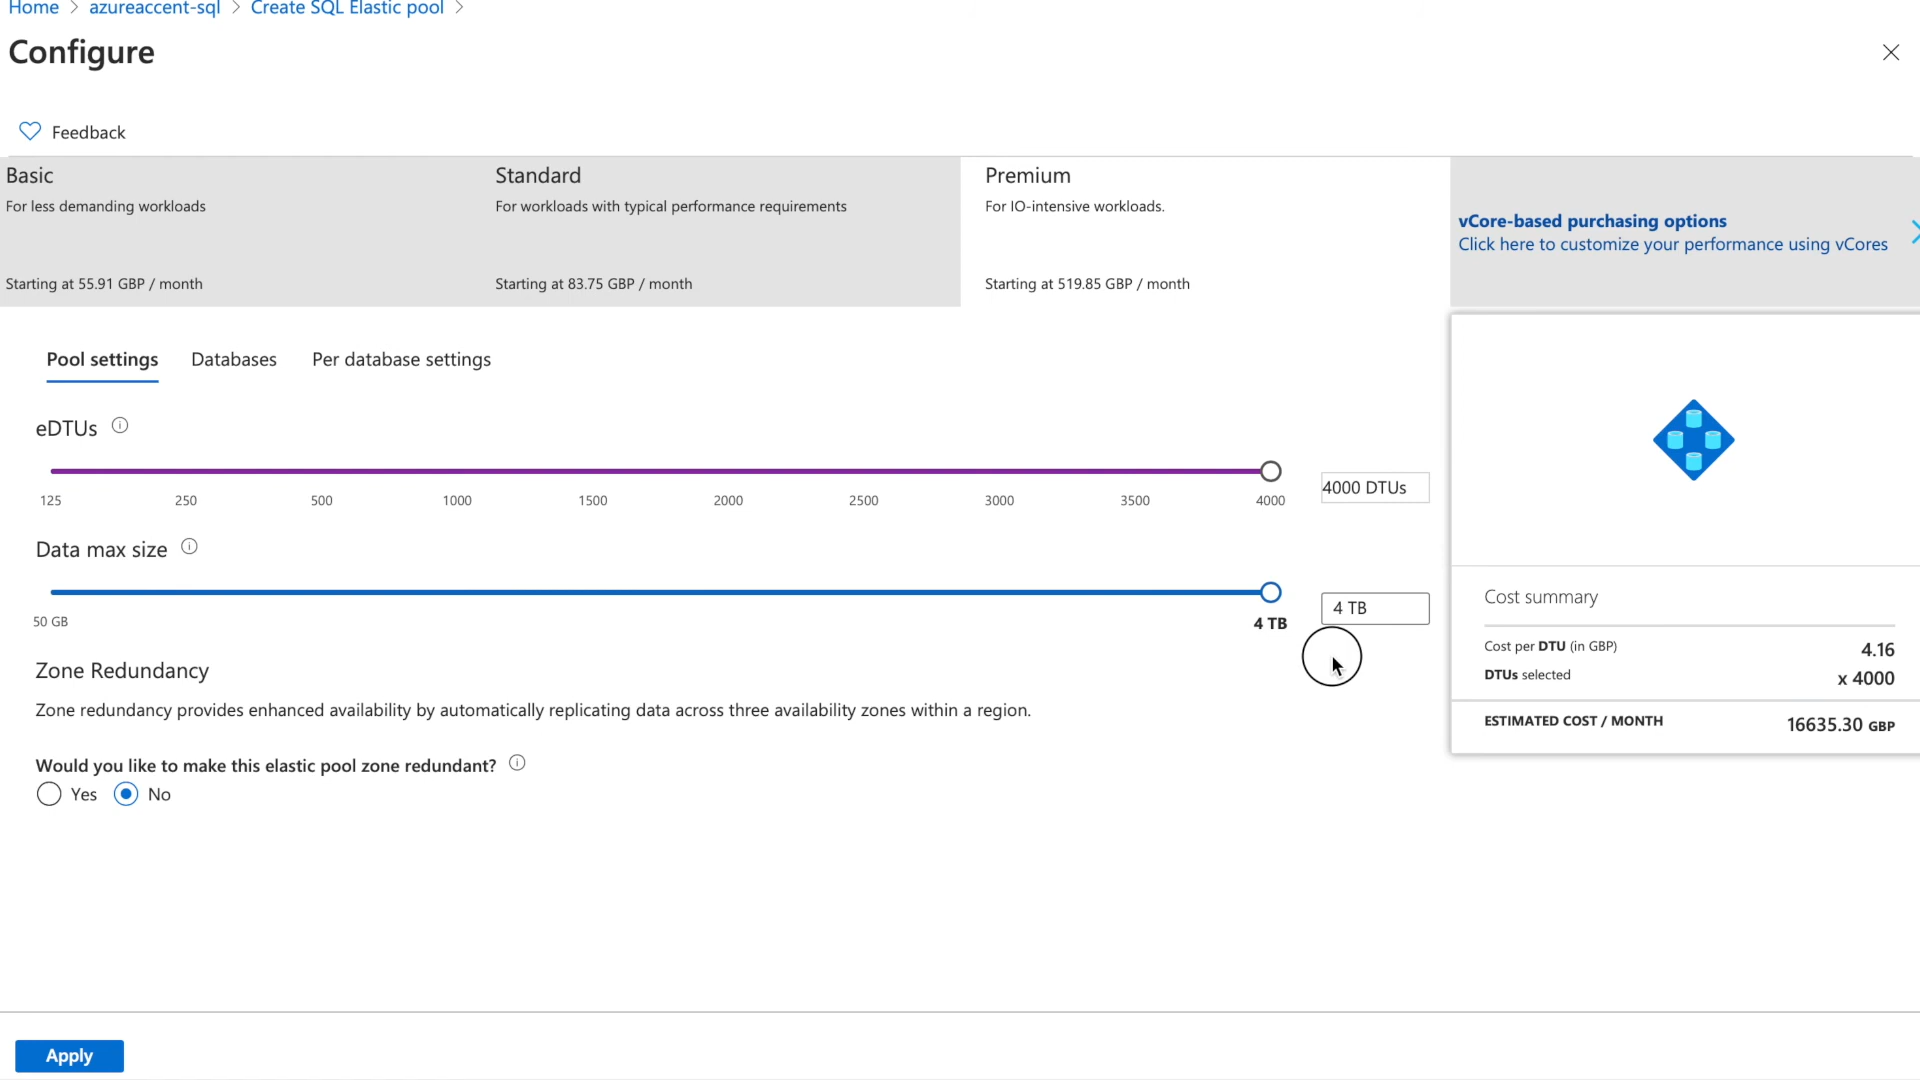 Home > azureaccent-sql > Create SQL Elastic pool >
Configure
Feedback
Basic
For less demanding workloads
Starting at 55.91 GBP / month
Standard
For workloads with typical performance requirements
Starting at 83.75 GBP / month
Premium
For IO-intensive workloads.
Starting at 519.85 GBP / month
vCore-based purchasing options
Click here to customize your performance using vCores
Pool settings Databases Per database settings
eDTUs
125 250 500 1000 1500 2000 2500 3000 3500 4000
4000 DTUs
Data max size
50 GB
4 TB
4 TB
Zone Redundancy
Zone redundancy provides enhanced availability by automatically replicating data across three availability zones within a region.
Would you like to make this elastic pool zone redundant?
Yes No
Cost summary
Cost per DTU (in GBP) 4.16
DTUs selected x 4000
ESTIMATED COST / MONTH 16635.30 GBP
Apply